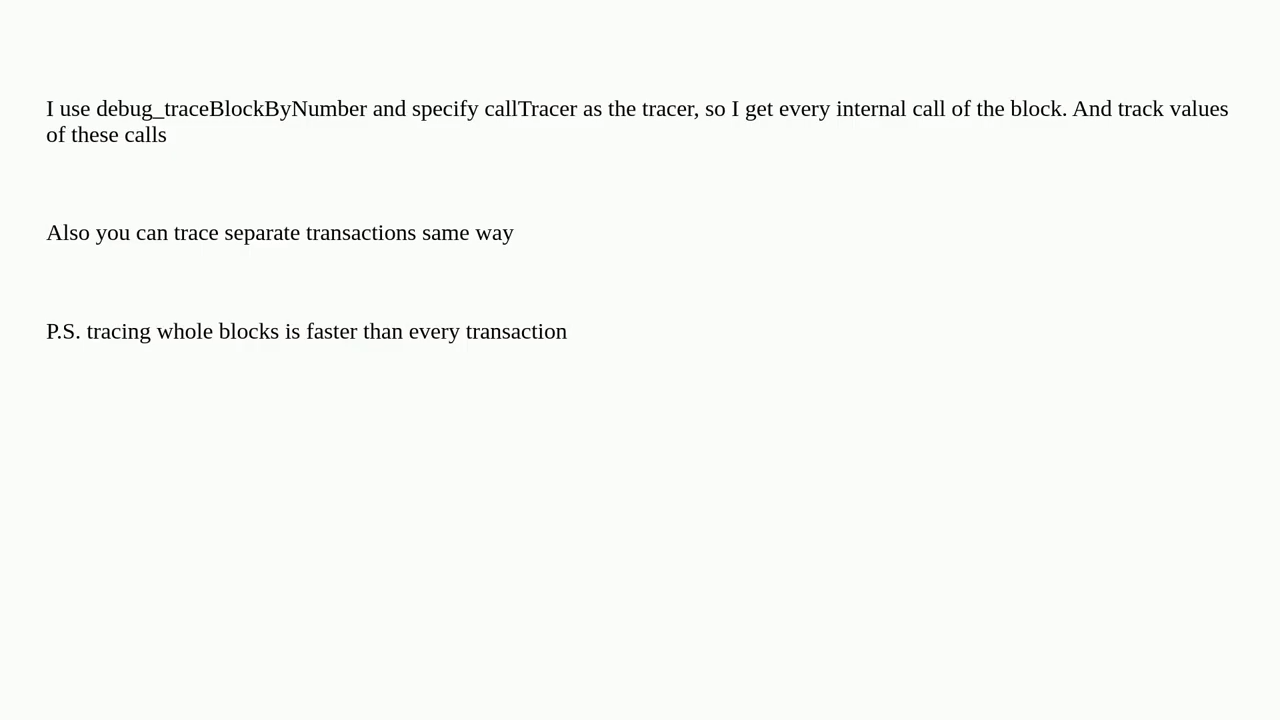 I use debug_traceBlockByNumber and specify callTracer as the tracer, so I get every internal call of the block. And track values
of these calls
Also you can trace separate transactions same way
P.S. tracing whole blocks is faster than every transaction